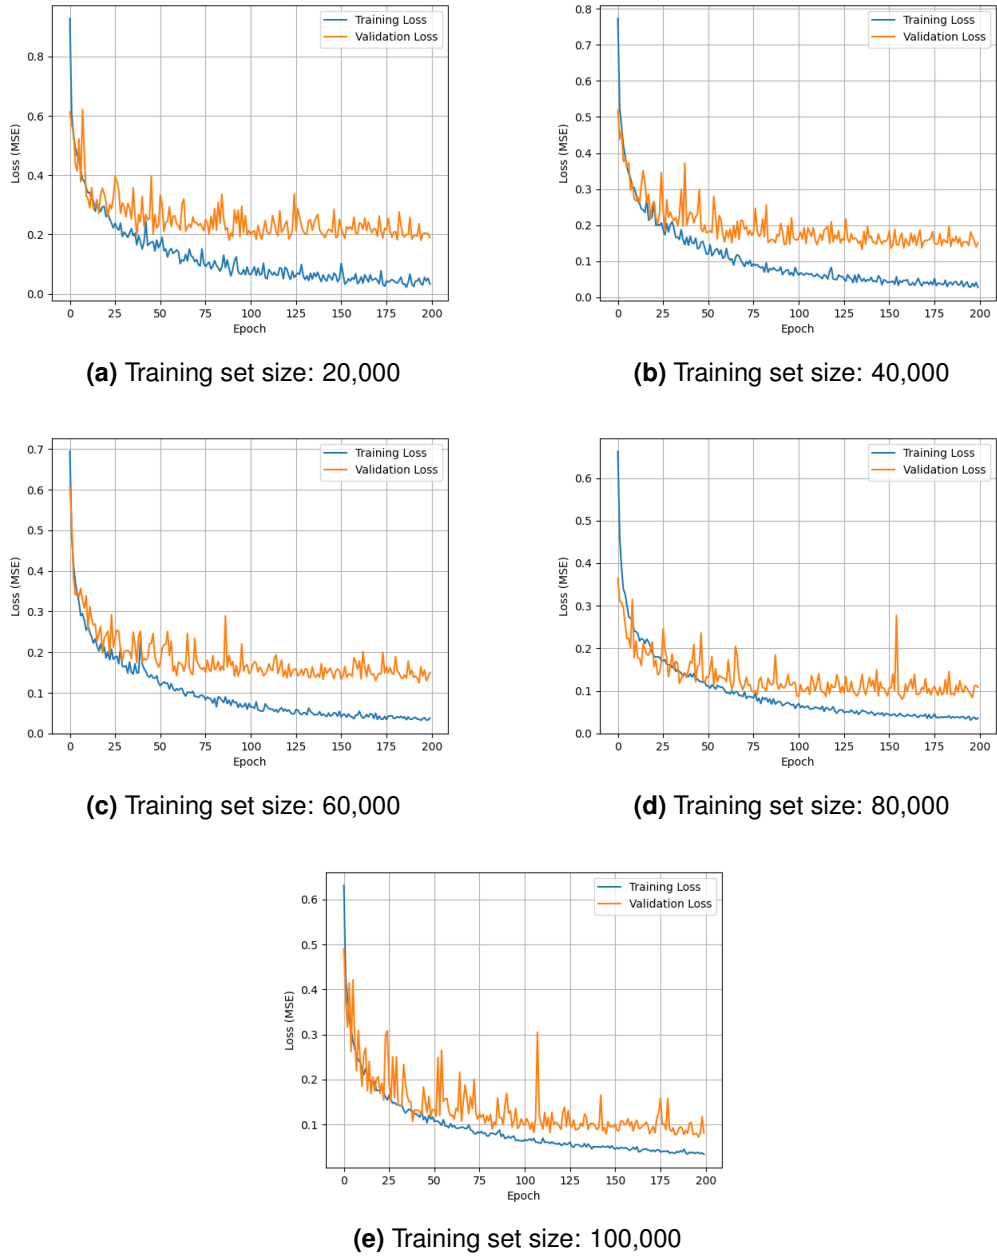 Training Loss
Validation Loss
0.8
0.6
0.4
0.2
0.0
Loss (MSE)
0 25 50 75 100 125 150 175 200
Epoch
(a) Training set size: 20,000
Training Loss
Validation Loss
0.8
0.7
0.6
0.5
0.4
0.3
0.2
0.1
0.0
Loss (MSE)
0 25 50 75 100 125 150 175 200
Epoch
(b) Training set size: 40,000
Training Loss
Validation Loss
0.7
0.6
0.5
0.4
0.3
0.2
0.1
0.0
Loss (MSE)
0 25 50 75 100 125 150 175 200
Epoch
(c) Training set size: 60,000
Training Loss
Validation Loss
0.6
0.5
0.4
0.3
0.2
0.1
0.0
Loss (MSE)
0 25 50 75 100 125 150 175 200
Epoch
(d) Training set size: 80,000
Training Loss
Validation Loss
0.6
0.5
0.4
0.3
0.2
0.1
Loss (MSE)
0 25 50 75 100 125 150 175 200
Epoch
(e) Training set size: 100,000